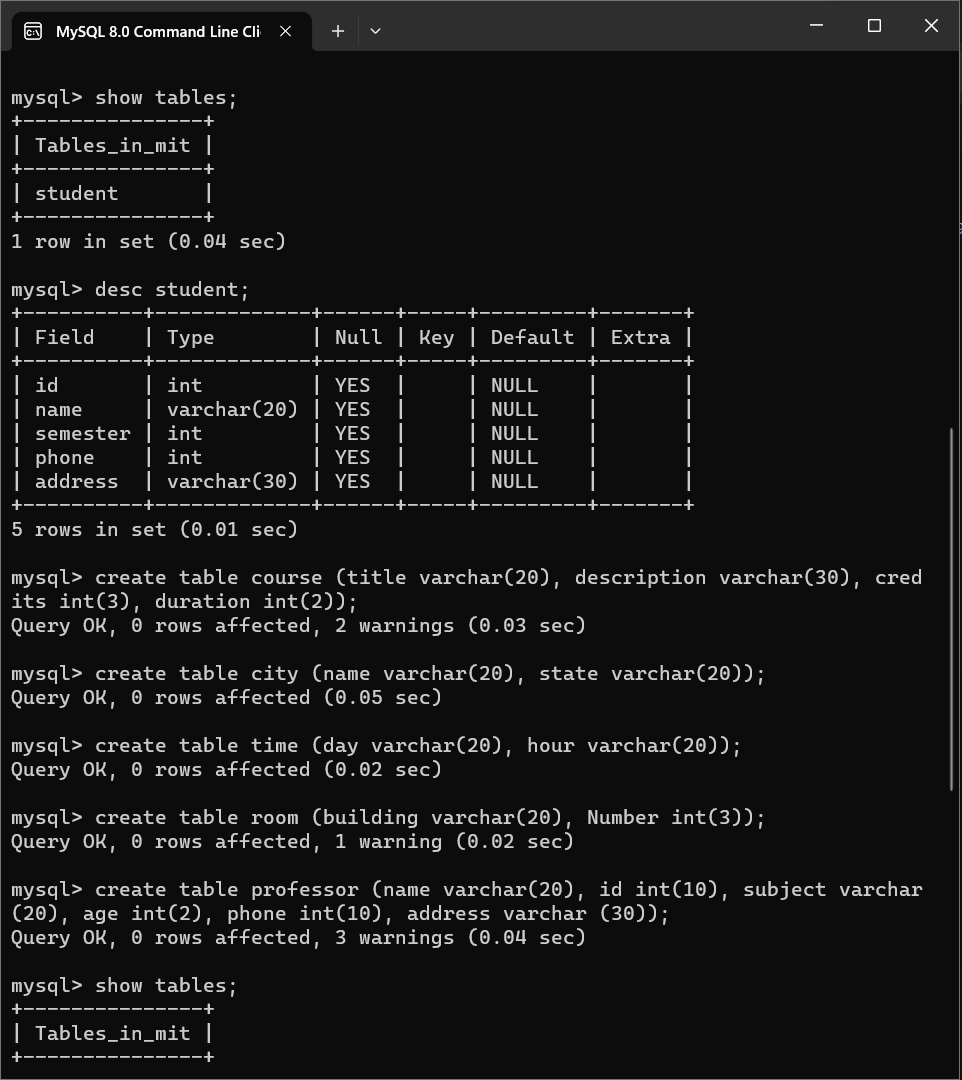 MySQL 8.0 Command Line Cli
mysql> show tables;
+---------------+
| Tables_in_mit |
+---------------+
| student       |
+---------------+
1 row in set (0.04 sec)
mysql> desc student;
+----------+-------------+------+-----+---------+-------+
| Field    | Type        | Null | Key | Default | Extra |
+----------+-------------+------+-----+---------+-------+
| id       | int         | YES  |     | NULL    |       |
| name     | varchar(20) | YES  |     | NULL    |       |
| semester | int         | YES  |     | NULL    |       |
| phone    | int         | YES  |     | NULL    |       |
| address  | varchar(30) | YES  |     | NULL    |       |
+----------+-------------+------+-----+---------+-------+
5 rows in set (0.01 sec)
mysql> create table course (title varchar(20), description varchar(30), cred
its int(3), duration int(2));
Query OK, 0 rows affected, 2 warnings (0.03 sec)
mysql> create table city (name varchar(20), state varchar(20));
Query OK, 0 rows affected (0.05 sec)
mysql> create table time (day varchar(20), hour varchar(20));
Query OK, 0 rows affected (0.02 sec)
mysql> create table room (building varchar(20), Number int(3));
Query OK, 0 rows affected, 1 warning (0.02 sec)
mysql> create table professor (name varchar(20), id int(10), subject varchar
(20), age int(2), phone int(10), address varchar (30));
Query OK, 0 rows affected, 3 warnings (0.04 sec)
mysql> show tables;
+---------------+
| Tables_in_mit |
+---------------+